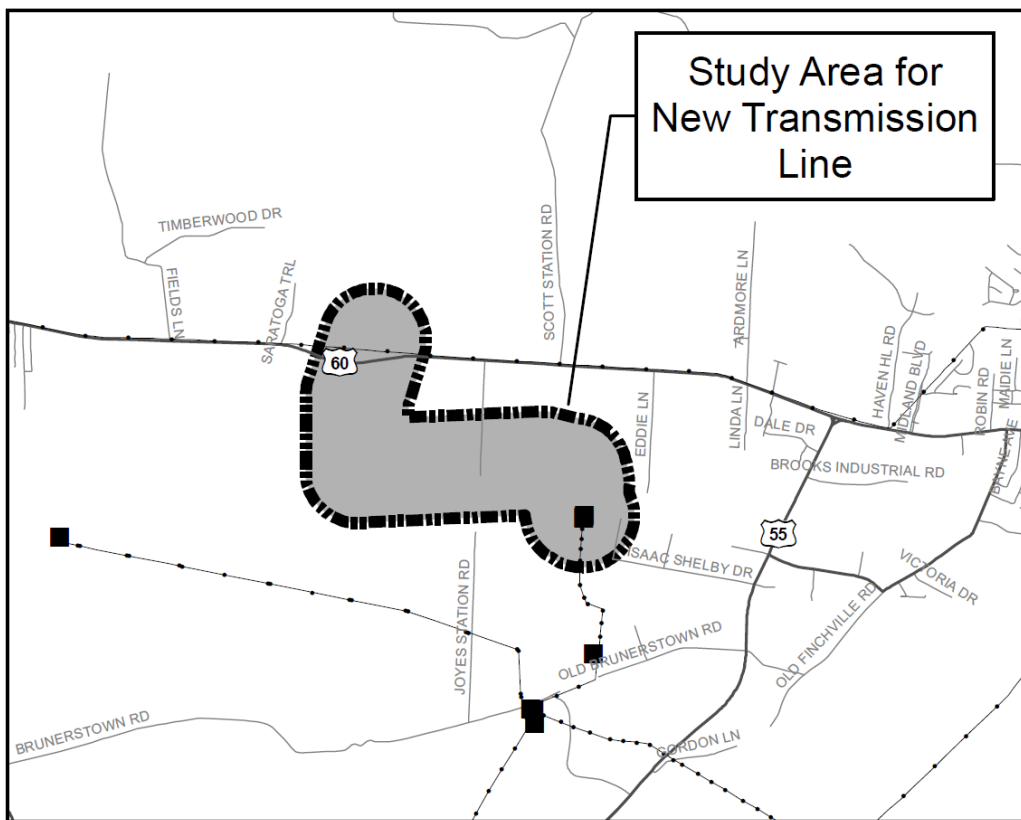 Study Area for
New Transmission
Line
TIMBERWOOD DR
FIELDS LN
SARATOGA TRL
SCOTT STATION RD
ARDMORE LN
60
HAVEN HL RD
MIDLAND BLVD
ROBIN RD
MAIDIE LN
EDDIE LN
LINDA LN
DALE DR
BROOKS INDUSTRIAL RD
BAYNE AVE
55
ISAAC SHELBY DR
VICTORIA DR
JOYES STATION RD
OLD BRUNERSTOWN RD
OLD FINCHVILLE RD
BRUNERSTOWN RD
GORDON LN